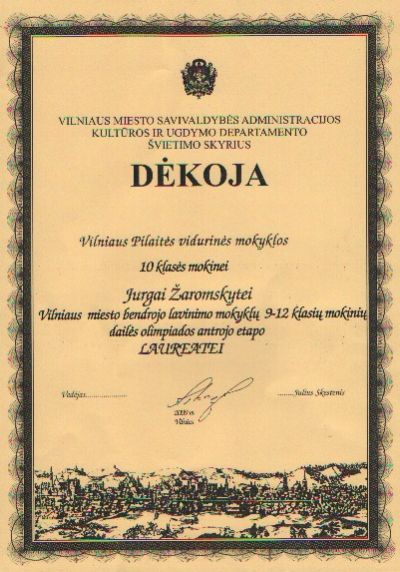 VILNIAUS MIESTO SAVIVALDYBĖS ADMINISTRACIJOS
KULTŪROS IR UGDYMO DEPARTAMENTO
ŠVIETIMO SKYRIUS
DĖKOJA
Vilniaus Pilaitės vidurinės mokyklos
10 klasės mokinei
Jurgai Žaromskytei
Vilniaus miesto bendrojo lavinimo mokyklų 9-12 klasių mokinių
dailės olimpiados antrojo etapo
LAUREATEI
Vedėjas.................... ........Julius
Vilnius